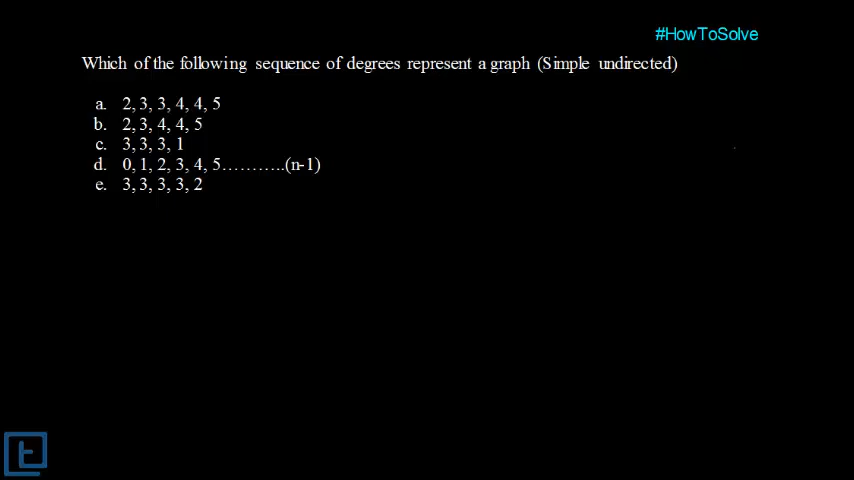 #HowToSolve
Which of the following sequence of degrees represent a graph (Simple undirected)
a. 2, 3, 3, 4, 4, 5
b. 2, 3, 4, 4, 5
c. 3, 3, 3, 1
d. 0, 1, 2, 3, 4, 5………..(n-1)
e. 3, 3, 3, 3, 2